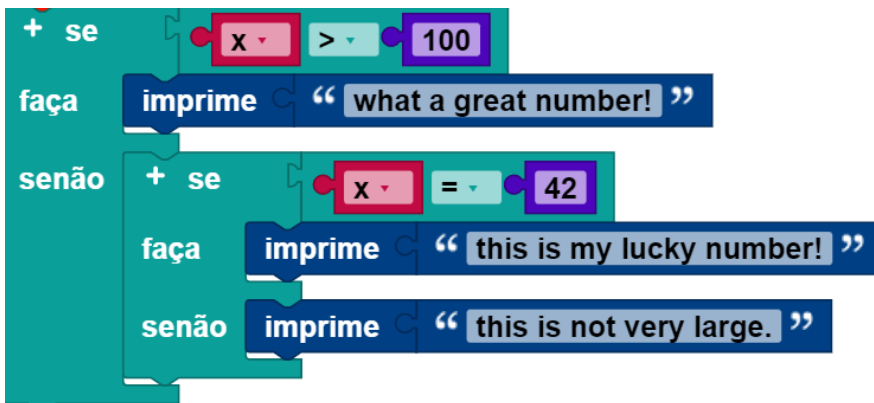 + se x > 100
faça imprime “ what a great number! ”
senão + se x = 42
faça imprime “ this is my lucky number! ”
senão imprime “ this is not very large. ”